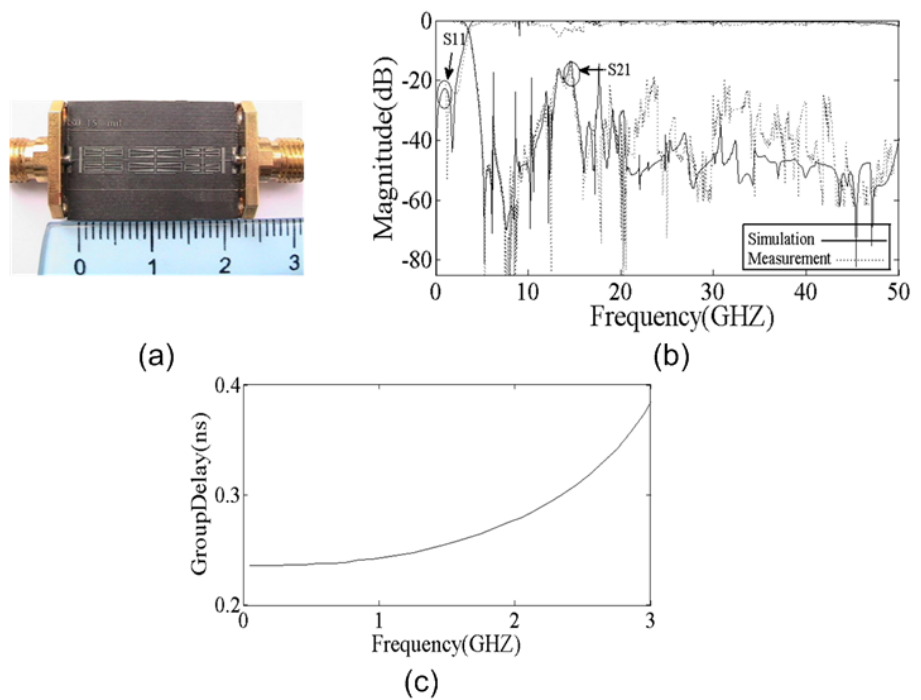 (a)
0 1 2 3
(b)
S11
S21
0
-20
-40
-60
-80
Magnitude(dB)
Simulation
Measurement
0 10 20 30 40 50
Frequency(GHZ)
(c)
0.4
0.3
0.2
GroupDelay(ns)
0 1 2 3
Frequency(GHZ)